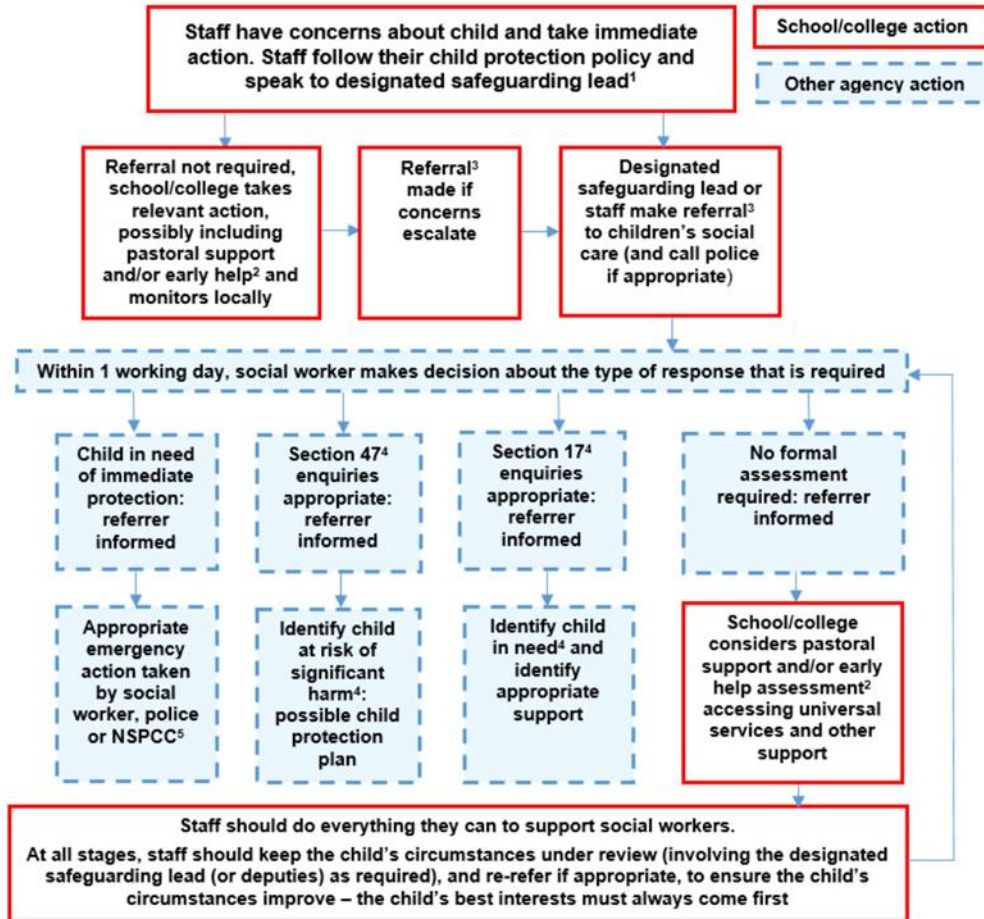 Staff have concerns about child and take immediate
action. Staff follow their child protection policy and
speak to designated safeguarding lead¹
School/college action
Other agency action
Referral not required,
school/college takes
relevant action,
possibly including
pastoral support
and/or early help² and
monitors locally
Referral³
made if
concerns
escalate
Designated
safeguarding lead or
staff make referral³
to children's social
care (and call police
if appropriate)
Within 1 working day, social worker makes decision about the type of response that is required
Child in need
of immediate
protection:
referrer
informed
Section 47⁴
enquiries
appropriate:
referrer
informed
Section 17⁴
enquiries
appropriate:
referrer
informed
No formal
assessment
required: referrer
informed
Appropriate
emergency
action taken
by social
worker, police
or NSPCC⁵
Identify child
at risk of
significant
harm⁴:
possible child
protection
plan
Identify child
in need⁴ and
identify
appropriate
support
School/college
considers pastoral
support and/or early
help assessment²
accessing universal
services and other
support
Staff should do everything they can to support social workers.
At all stages, staff should keep the child's circumstances under review (involving the designated
safeguarding lead (or deputies) as required), and re-refer if appropriate, to ensure the child's
circumstances improve – the child's best interests must always come first